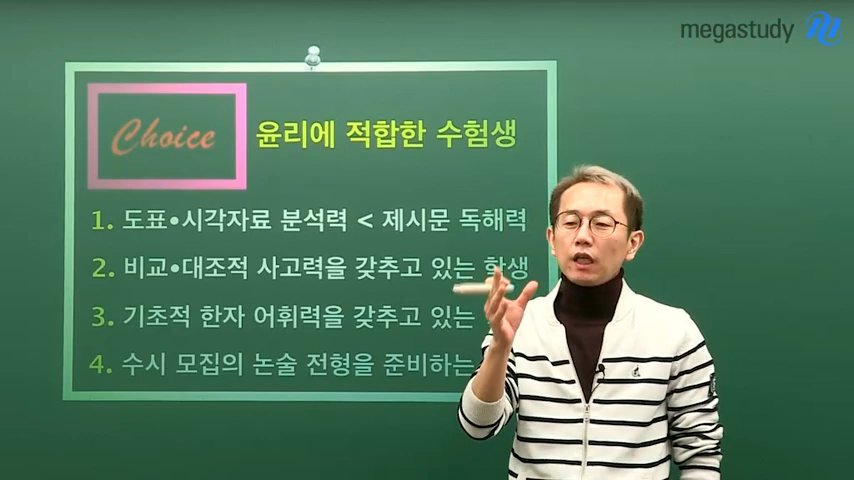 megastudy
Choice 윤리에 적합한 수험생
1. 도표•시각자료 분석력 < 제시문 독해력
2. 비교•대조적 사고력을 갖추고 있는 학생
3. 기초적 한자 어휘력을 갖추고 있는
4. 수시 모집의 논술 전형을 준비하는